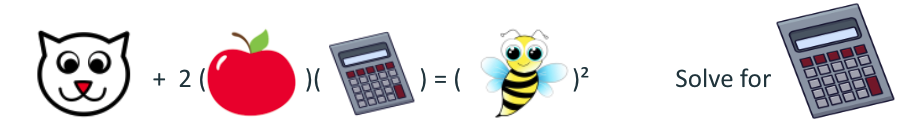 + 2 ( )( ) = ( )² Solve for